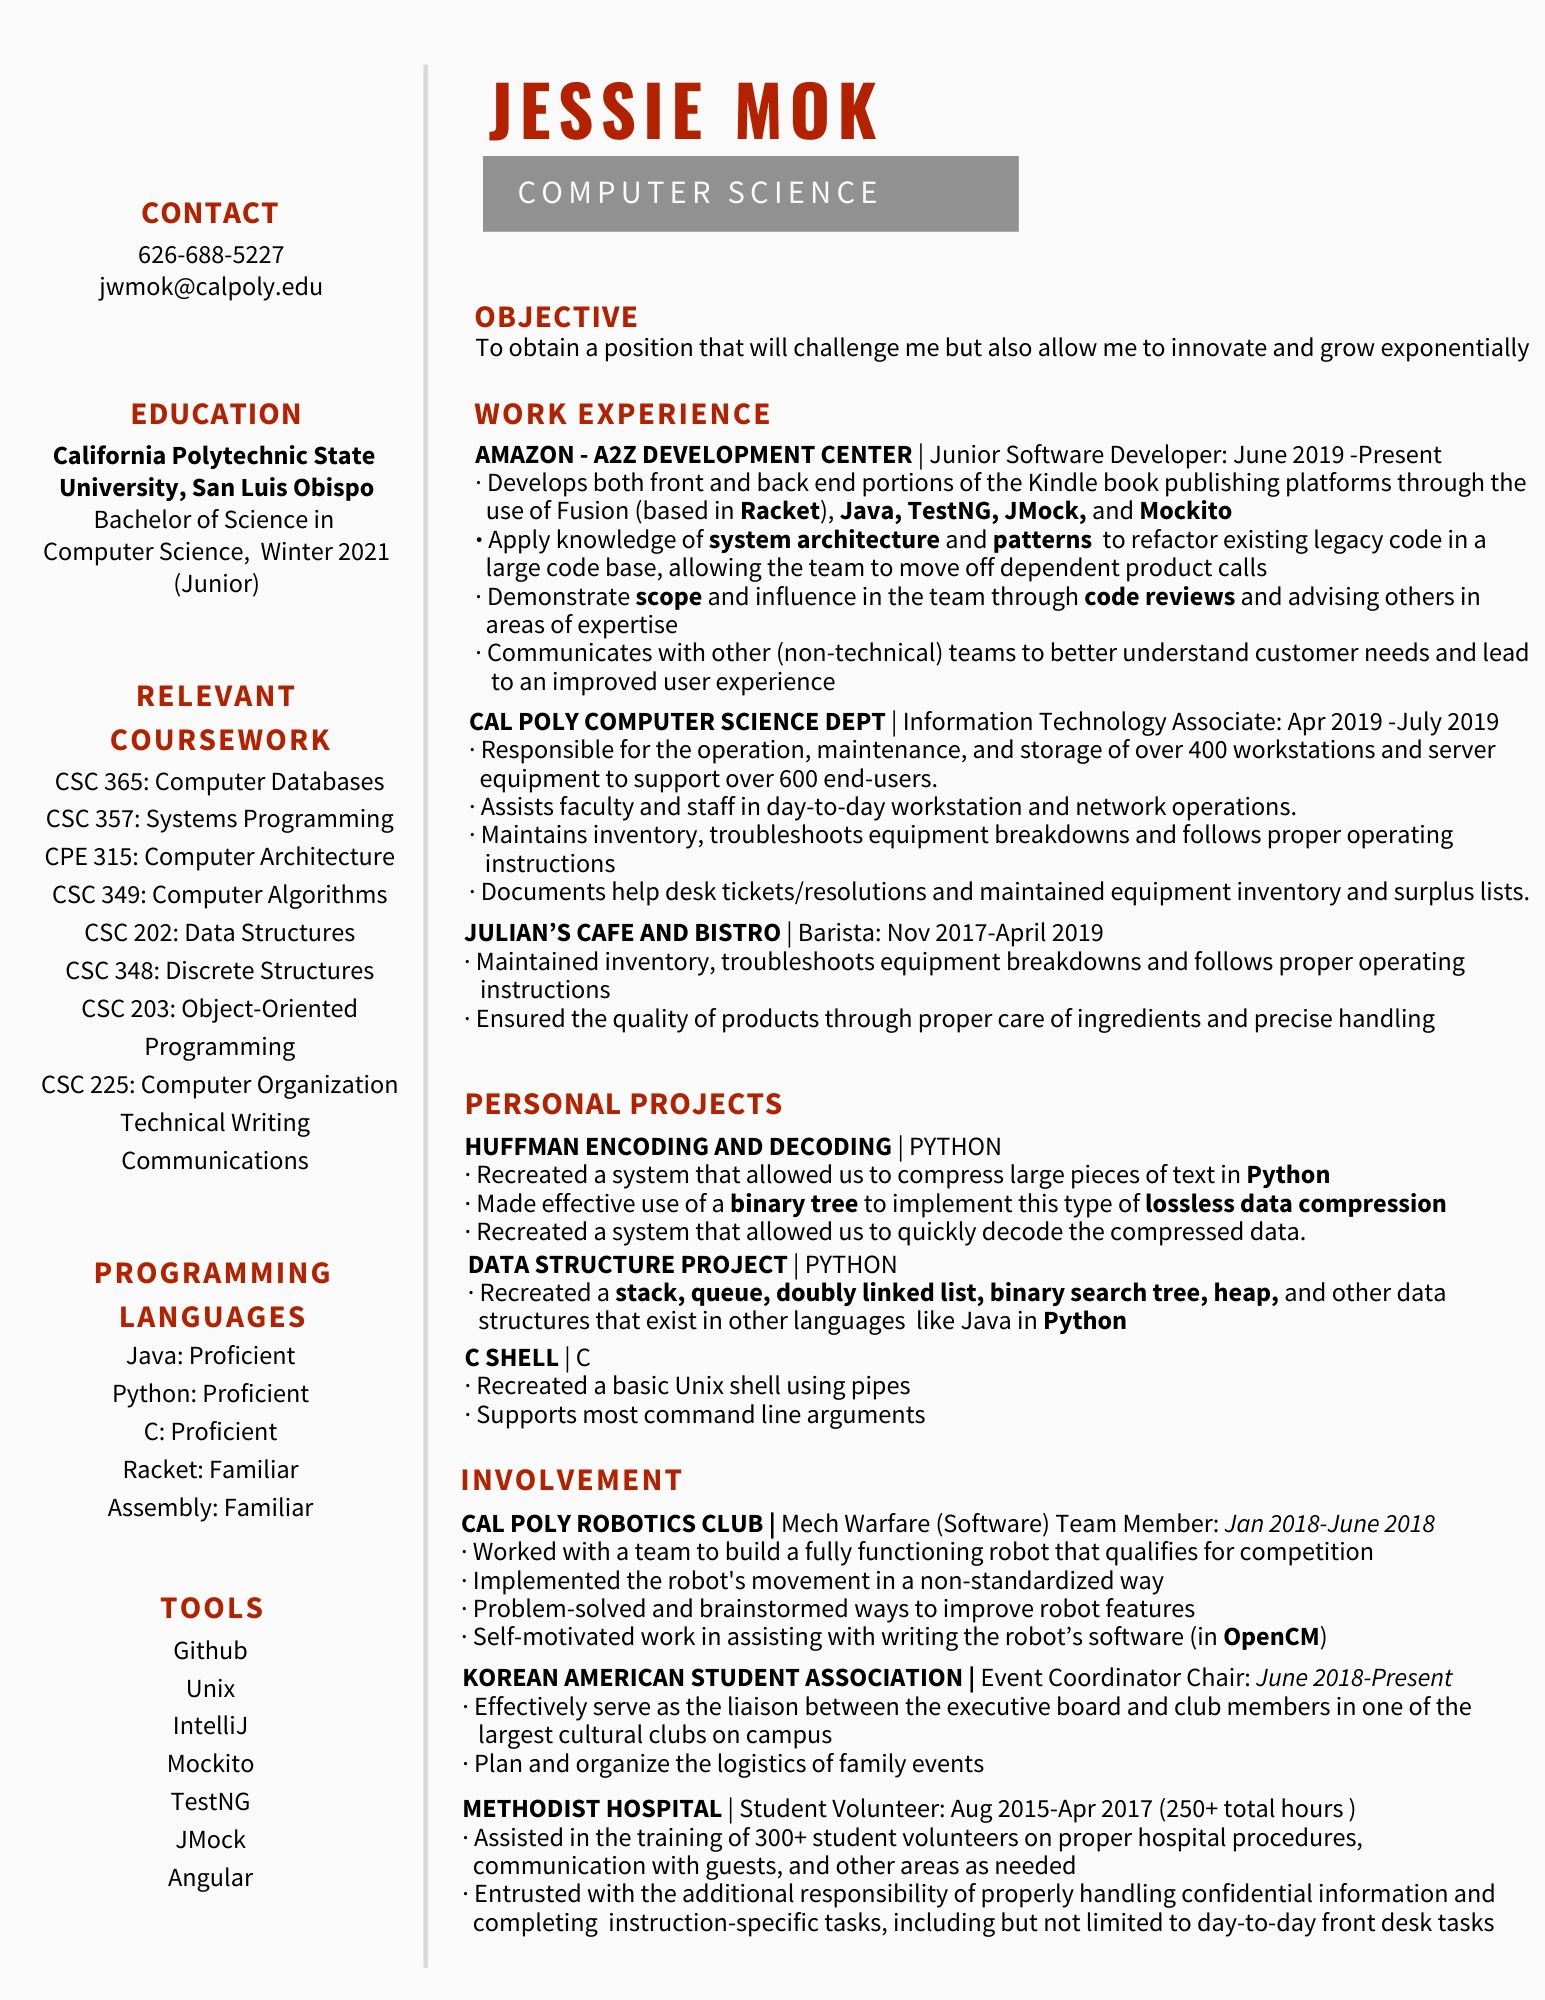 JESSIE MOK
COMPUTER SCIENCE
CONTACT
626-688-5227
jwmok@calpoly.edu
EDUCATION
California Polytechnic State
University, San Luis Obispo
Bachelor of Science in
Computer Science,  Winter 2021
(Junior)
RELEVANT
COURSEWORK
CSC 365: Computer Databases
CSC 357: Systems Programming
CPE 315: Computer Architecture
CSC 349: Computer Algorithms
CSC 202: Data Structures
CSC 348: Discrete Structures
CSC 203: Object-Oriented
Programming
CSC 225: Computer Organization
Technical Writing
Communications
PROGRAMMING
LANGUAGES
Java: Proficient
Python: Proficient
C: Proficient
Racket: Familiar
Assembly: Familiar
TOOLS
Github
Unix
IntelliJ
Mockito
TestNG
JMock
Angular
OBJECTIVE
To obtain a position that will challenge me but also allow me to innovate and grow exponentially
WORK EXPERIENCE
AMAZON - A2Z DEVELOPMENT CENTER | Junior Software Developer: June 2019 -Present
· Develops both front and back end portions of the Kindle book publishing platforms through the
use of Fusion (based in Racket), Java, TestNG, JMock, and Mockito
· Apply knowledge of system architecture and patterns  to refactor existing legacy code in a
large code base, allowing the team to move off dependent product calls
· Demonstrate scope and influence in the team through code reviews and advising others in
areas of expertise
· Communicates with other (non-technical) teams to better understand customer needs and lead
to an improved user experience
CAL POLY COMPUTER SCIENCE DEPT | Information Technology Associate: Apr 2019 -July 2019
· Responsible for the operation, maintenance, and storage of over 400 workstations and server
equipment to support over 600 end-users.
· Assists faculty and staff in day-to-day workstation and network operations.
· Maintains inventory, troubleshoots equipment breakdowns and follows proper operating
instructions
· Documents help desk tickets/resolutions and maintained equipment inventory and surplus lists.
JULIAN’S CAFE AND BISTRO | Barista: Nov 2017-April 2019
· Maintained inventory, troubleshoots equipment breakdowns and follows proper operating
instructions
· Ensured the quality of products through proper care of ingredients and precise handling
PERSONAL PROJECTS
HUFFMAN ENCODING AND DECODING | PYTHON
· Recreated a system that allowed us to compress large pieces of text in Python
· Made effective use of a binary tree to implement this type of lossless data compression
· Recreated a system that allowed us to quickly decode the compressed data.
DATA STRUCTURE PROJECT | PYTHON
· Recreated a stack, queue, doubly linked list, binary search tree, heap, and other data
structures that exist in other languages  like Java in Python
C SHELL | C
· Recreated a basic Unix shell using pipes
· Supports most command line arguments
INVOLVEMENT
CAL POLY ROBOTICS CLUB | Mech Warfare (Software) Team Member: Jan 2018-June 2018
· Worked with a team to build a fully functioning robot that qualifies for competition
· Implemented the robot's movement in a non-standardized way
· Problem-solved and brainstormed ways to improve robot features
· Self-motivated work in assisting with writing the robot’s software (in OpenCM)
KOREAN AMERICAN STUDENT ASSOCIATION | Event Coordinator Chair: June 2018-Present
· Effectively serve as the liaison between the executive board and club members in one of the
largest cultural clubs on campus
· Plan and organize the logistics of family events
METHODIST HOSPITAL | Student Volunteer: Aug 2015-Apr 2017 (250+ total hours )
· Assisted in the training of 300+ student volunteers on proper hospital procedures,
communication with guests, and other areas as needed
· Entrusted with the additional responsibility of properly handling confidential information and
completing  instruction-specific tasks, including but not limited to day-to-day front desk tasks